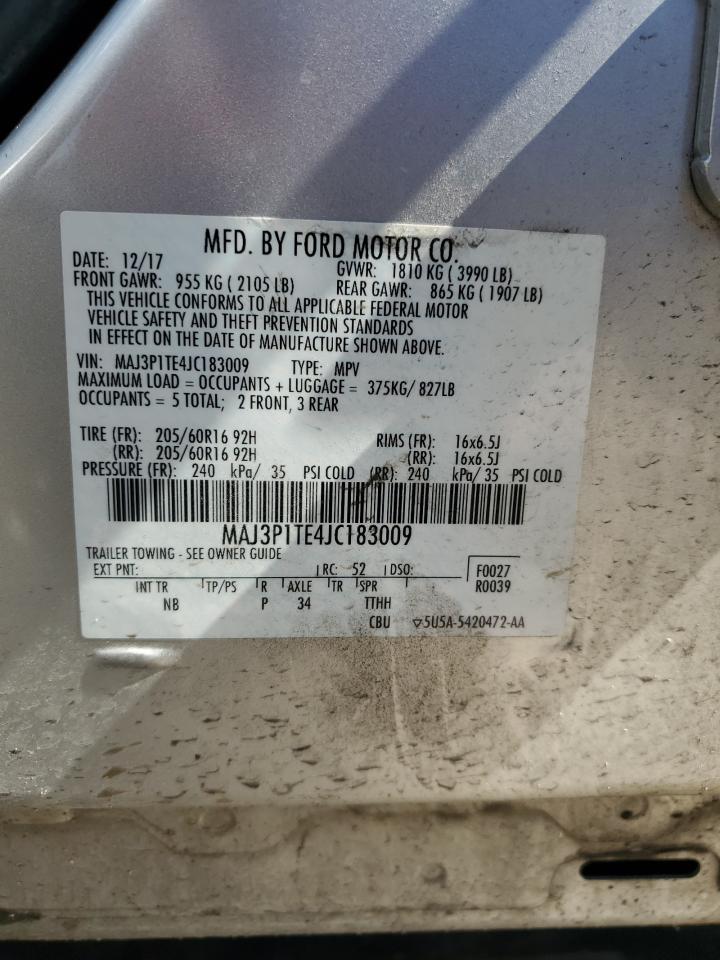 MFD. BY FORD MOTOR CO.
DATE: 12/17 GVWR: 1810 KG ( 3990 LB)
FRONT GAWR: 955 KG ( 2105 LB) REAR GAWR: 865 KG ( 1907 LB)
THIS VEHICLE CONFORMS TO ALL APPLICABLE FEDERAL MOTOR
VEHICLE SAFETY AND THEFT PREVENTION STANDARDS
IN EFFECT ON THE DATE OF MANUFACTURE SHOWN ABOVE.
VIN: MAJ3P1TE4JC183009 TYPE: MPV
MAXIMUM LOAD = OCCUPANTS + LUGGAGE = 375KG/ 827LB
OCCUPANTS = 5 TOTAL; 2 FRONT, 3 REAR
TIRE (FR): 205/60R16 92H RIMS (FR): 16x6.5J
(RR): 205/60R16 92H (RR): 16x6.5J
PRESSURE (FR): 240 kPa/ 35 PSI COLD (RR): 240 kPa/ 35 PSI COLD
MAJ3P1TE4JC183009
TRAILER TOWING - SEE OWNER GUIDE
EXT PNT: RC: 52 DSO: F0027
INT TR TP/PS R AXLE TR SPR R0039
NB P 34 TTHH
CBU ▽5U5A-5420472-AA